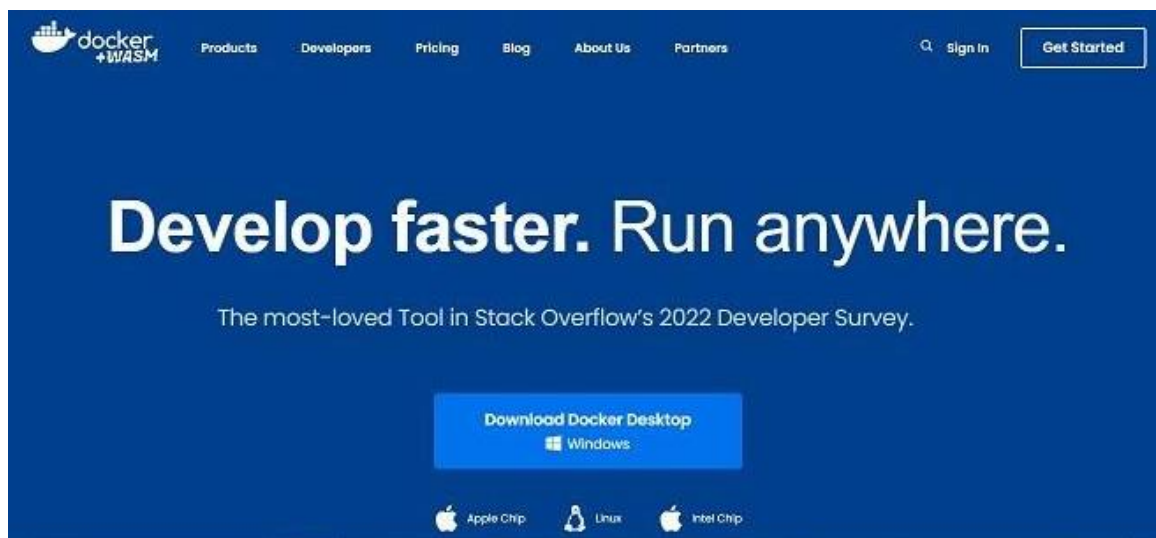 docker
+WASM
Products Developers Pricing Blog About Us Partners Sign In Get Started
Develop faster. Run anywhere.
The most-loved Tool in Stack Overflow's 2022 Developer Survey.
Download Docker Desktop
Windows
Apple Chip Linux Intel Chip